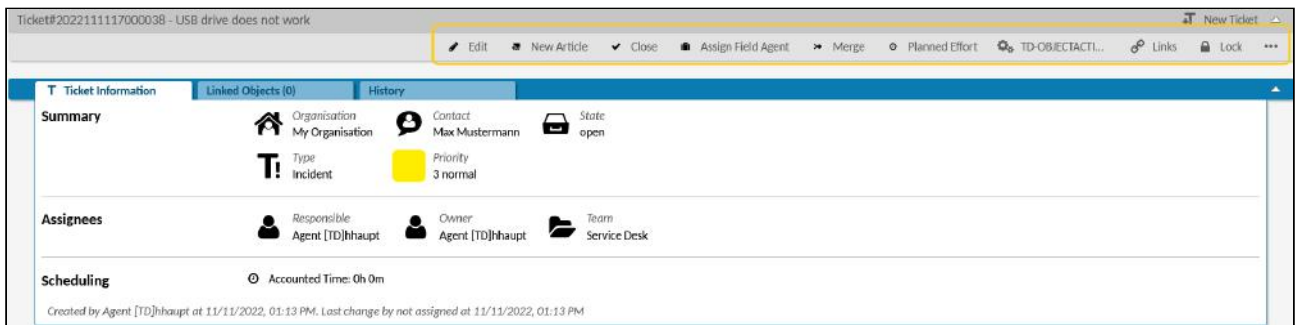 Ticket#2022111117000038 - USB drive does not work
New Ticket
Edit New Article Close Assign Field Agent Merge Planned Effort TD-OBJECTACTI... Links Lock
Ticket Information Linked Objects (0) History
Summary
Organisation Contact State
My Organisation Max Mustermann open
Type Priority
Incident 3 normal
Assignees
Responsible Owner Team
Agent [TD]hhaupt Agent [TD]hhaupt Service Desk
Scheduling
Accounted Time: 0h 0m
Created by Agent [TD]hhaupt at 11/11/2022, 01:13 PM. Last change by not assigned at 11/11/2022, 01:13 PM